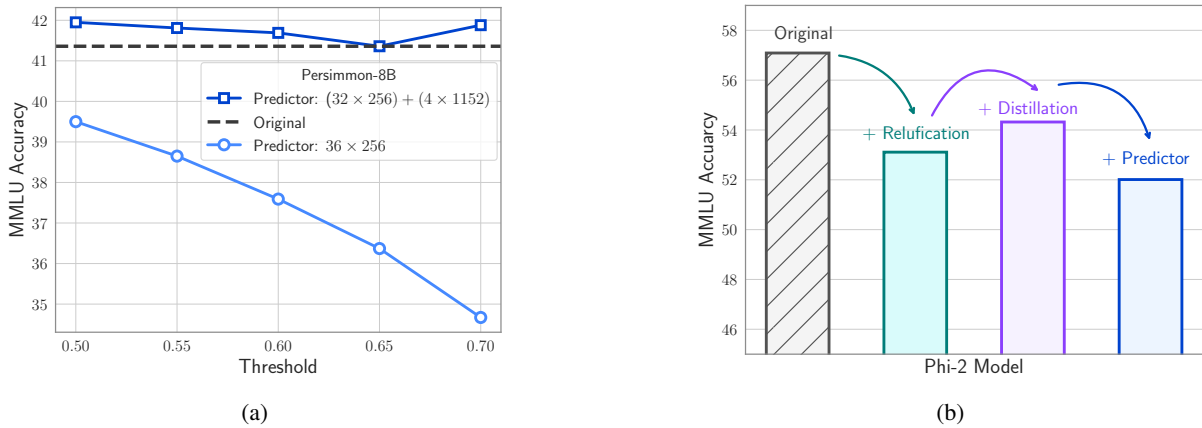 42
41
40
39
38
37
36
35
MMLU Accuracy
0.50 0.55 0.60 0.65 0.70
Threshold
Persimmon-8B
Predictor: (32 × 256) + (4 × 1152)
Original
Predictor: 36 × 256
(a)
58
56
54
52
50
48
46
MMLU Accuarcy
Original
+ Relufication
+ Distillation
+ Predictor
Phi-2 Model
(b)